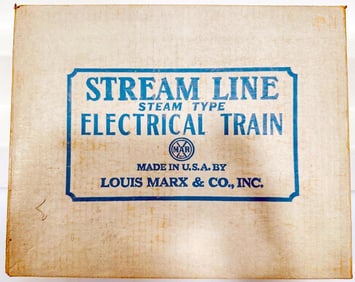 STREAM LINE
STEAM TYPE
ELECTRICAL TRAIN
MAR
MADE IN U.S.A. BY
LOUIS MARX & CO., INC.